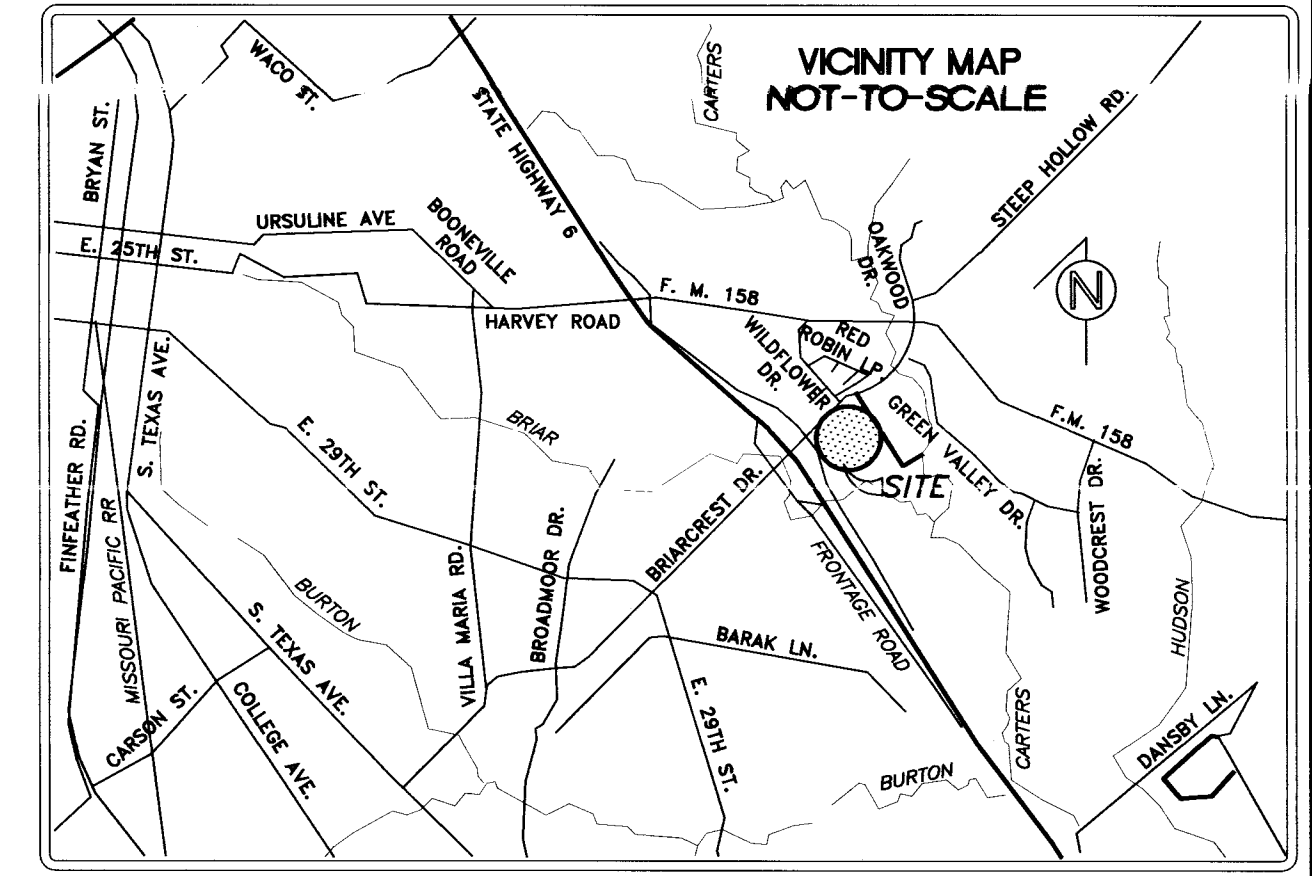 VICINITY MAP
NOT-TO-SCALE
WACO ST.
CARTERS
STATE HIGHWAY 6
BRYAN ST.
STEEP HOLLOW RD.
URSULINE AVE
BOONEVILLE
ROAD
OAKWOOD
DR.
E. 25TH ST.
N
F. M. 158
HARVEY ROAD
RED
ROBIN LP.
WILDFLOWER
DR.
S. TEXAS AVE.
GREEN VALLEY DR.
F.M. 158
BRIAR
E. 29TH ST.
FINFEATHER RD.
SITE
WOODCREST DR.
BRIARCREST DR.
MISSOURI PACIFIC RR
BROADMOOR DR.
VILLA MARIA RD.
FRONTAGE ROAD
BURTON
HUDSON
S. TEXAS AVE.
BARAK LN.
E. 29TH ST.
CARSON ST.
COLLEGE AVE.
CARTERS
DANSBY LN.
BURTON